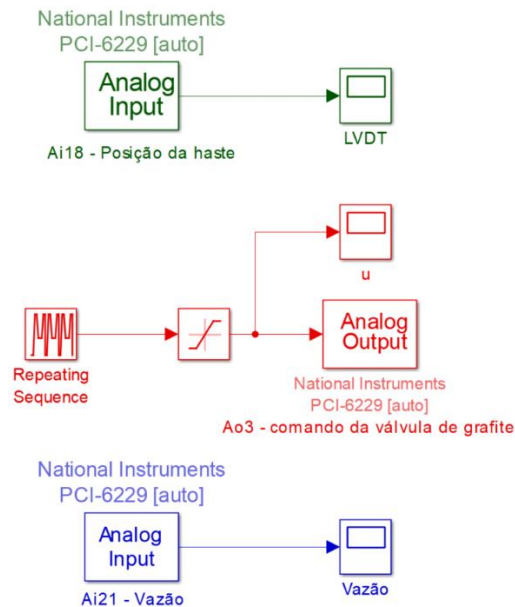 National Instruments
PCI-6229 [auto]
Analog
Input
Ai18 - Posição da haste
LVDT
u
Repeating
Sequence
Analog
Output
National Instruments
PCI-6229 [auto]
Ao3 - comando da válvula de grafite
National Instruments
PCI-6229 [auto]
Analog
Input
Ai21 - Vazão
Vazão